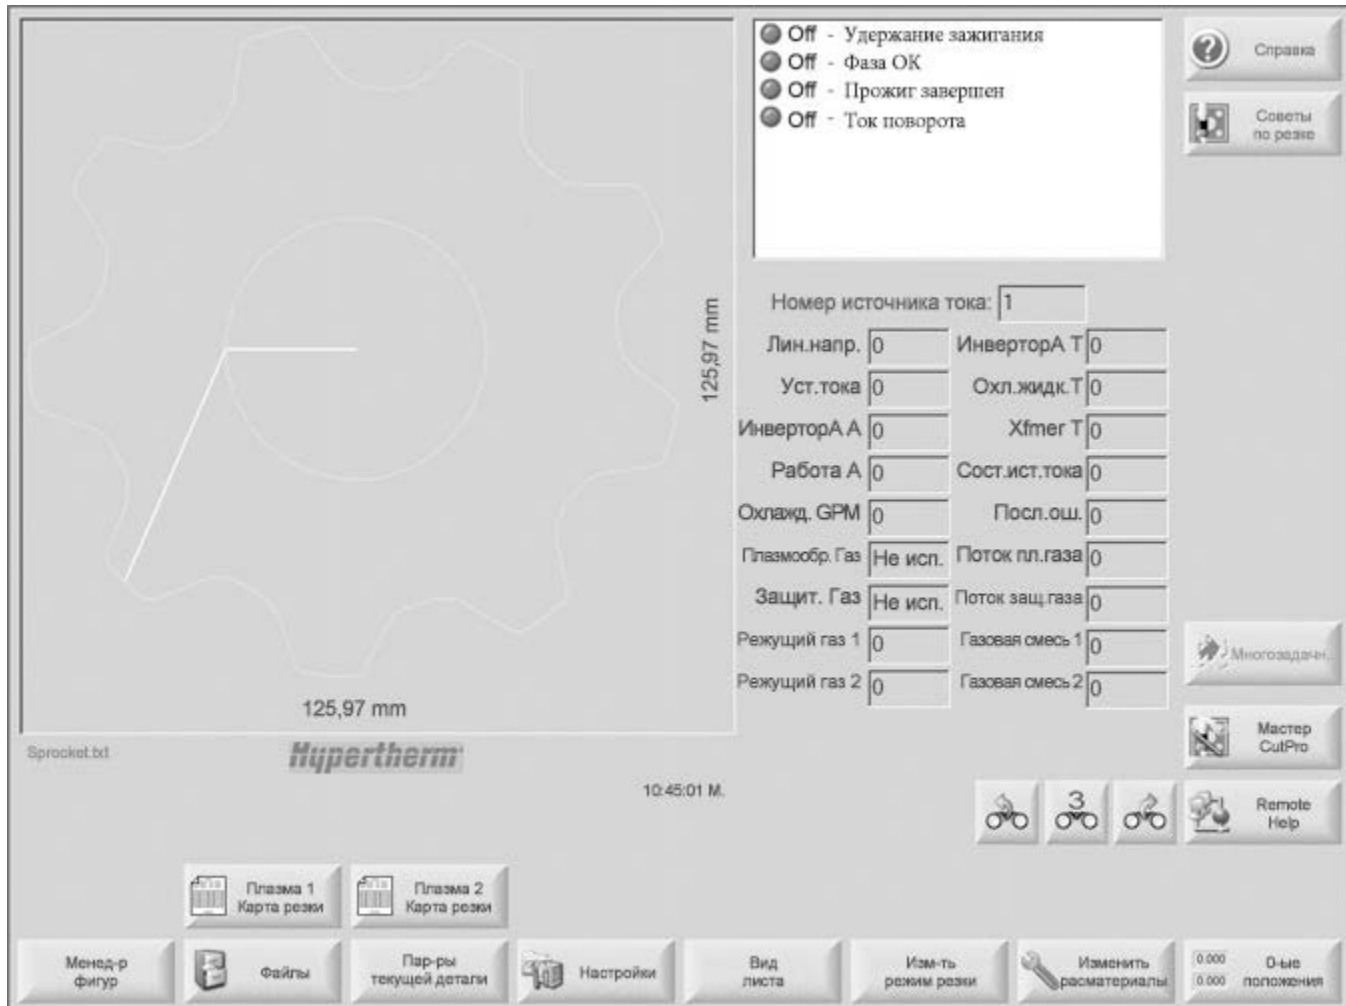 Off - Удержание зажигания
Off - Фаза ОК
Off - Прожиг завершен
Off - Ток поворота
Справка
Советы
по резке
Номер источника тока: 1
Лин.напр. 0 ИнверторА Т 0
Уст.тока 0 Охл.жидк.Т 0
ИнверторА А 0 Xfmer T 0
Работа А 0 Сост.ист.тока 0
Охлажд. GPM 0 Посл.ош. 0
Плазмообр. Газ Не исп. Поток пл.газа 0
Защит. Газ Не исп. Поток защ.газа 0
Режущий газ 1 0 Газовая смесь 1 0
Режущий газ 2 0 Газовая смесь 2 0
125,97 mm
125,97 mm
Sprocket.txt
Hypertherm
10:45:01 М.
Многозадачн.
Мастер
CutPro
3
Remote
Help
Плазма 1
Карта резки
Плазма 2
Карта резки
Менед-р
фигур
Файлы
Пар-ры
текущей детали
Настройки
Вид
листа
Изм-ть
режим резки
Изменить
расматериалы
0.000
0.000
0-ые
положения